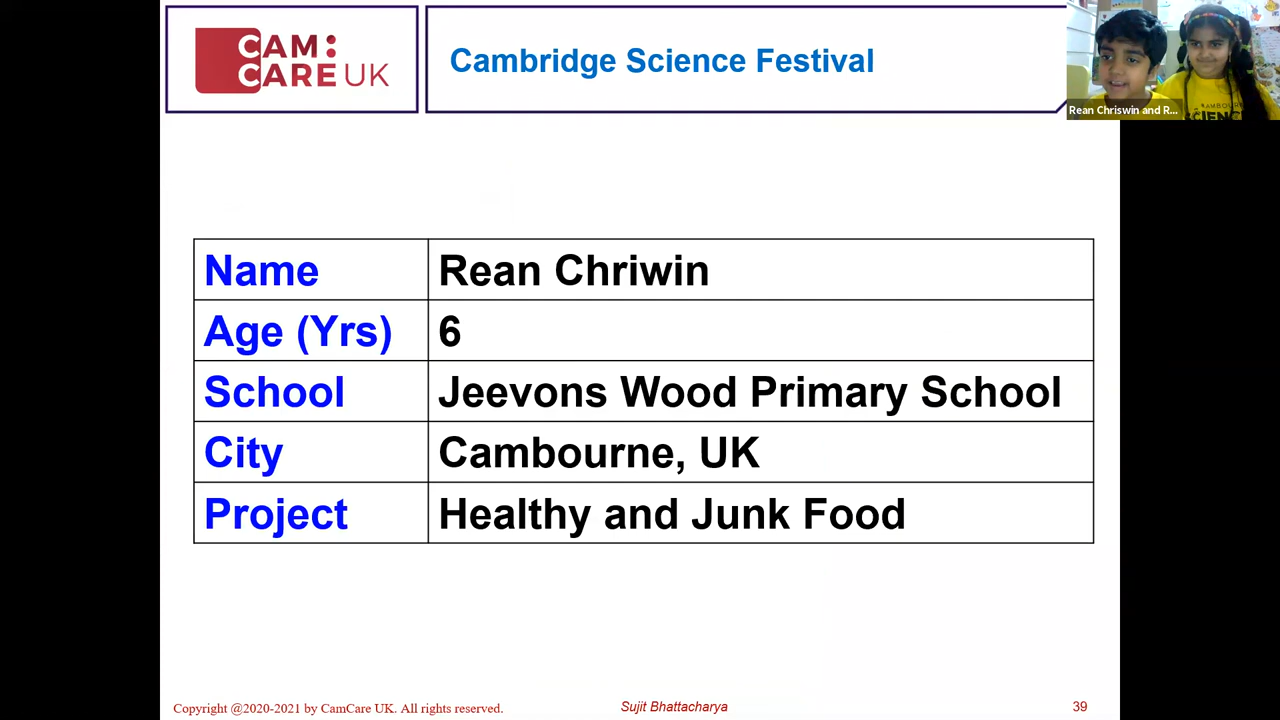 CAM:
CARE UK
Cambridge Science Festival
Rean Chriswin and R...
Name Rean Chriwin
Age (Yrs) 6
School Jeevons Wood Primary School
City Cambourne, UK
Project Healthy and Junk Food
Copyright @2020-2021 by CamCare UK. All rights reserved.
Sujit Bhattacharya
39